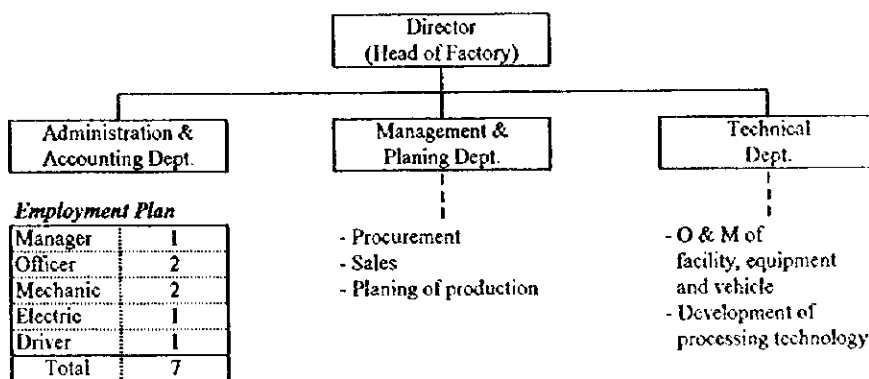 Director
(Head of Factory)
Administration &
Accounting Dept.
Management &
Planing Dept.
Technical
Dept.
Employment Plan
Manager 1
Officer 2
Mechanic 2
Electric 1
Driver 1
Total 7
- Procurement
- Sales
- Planing of production
- O & M of
facility, equipment
and vehicle
- Development of
processing technology